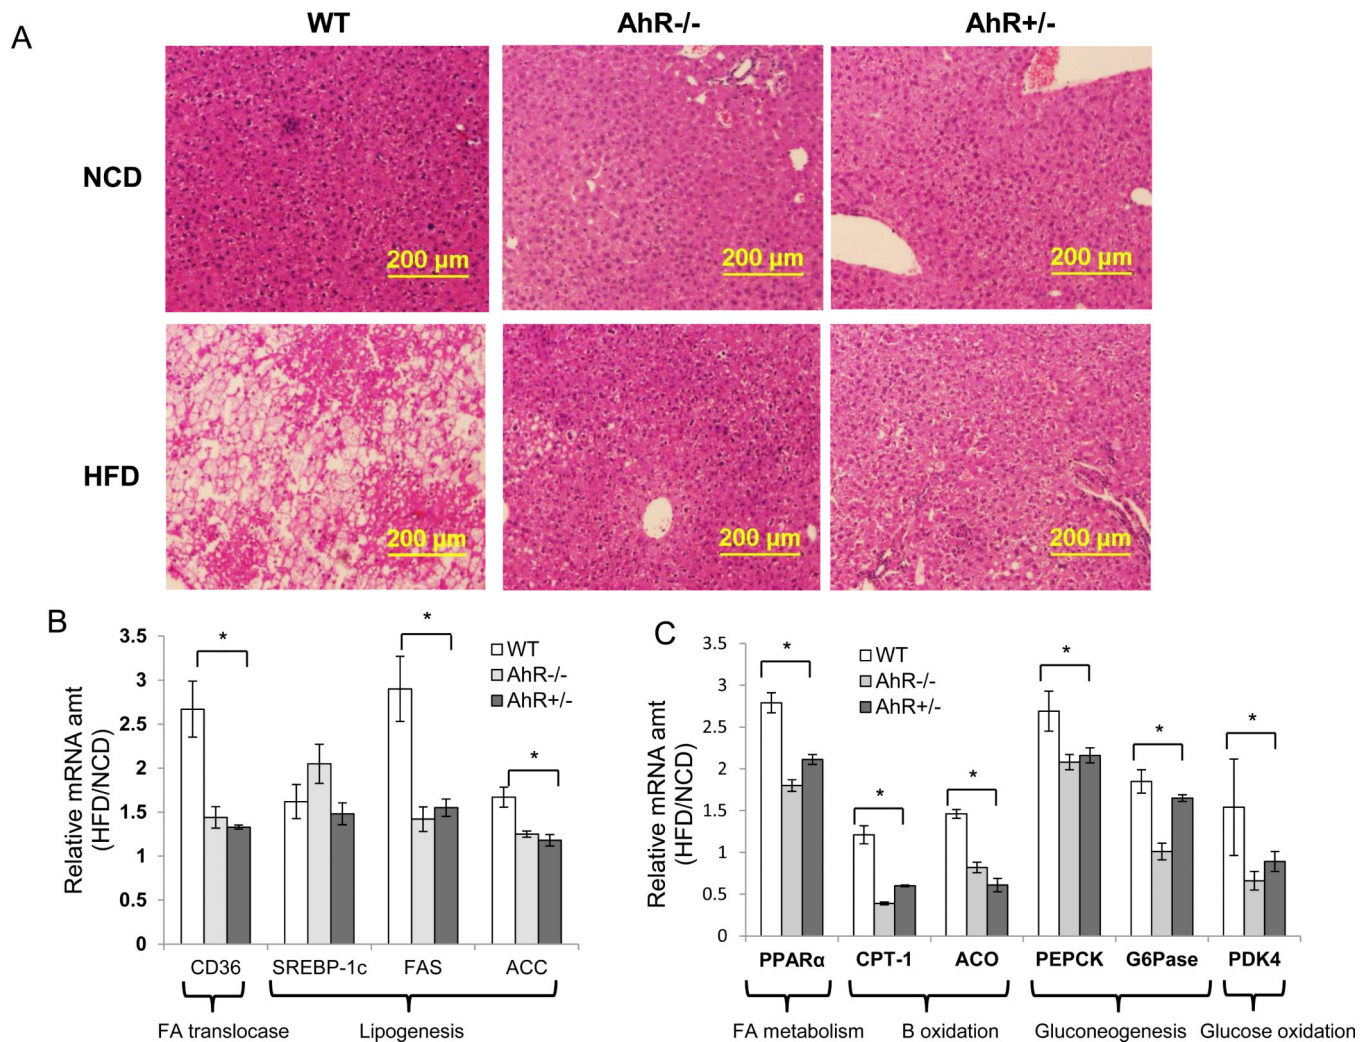 A
WT
AhR-/-
AhR+/-
NCD
200 µm
200 µm
200 µm
HFD
200 µm
200 µm
200 µm
B
Relative mRNA amt
(HFD/NCD)
3.5
3
2.5
2
1.5
1
0.5
0
*
*
*
WT
AhR-/-
AhR+/-
CD36
SREBP-1c
FAS
ACC
FA translocase
Lipogenesis
C
Relative mRNA amt
(HFD/NCD)
3.5
3
2.5
2
1.5
1
0.5
0
*
*
*
*
*
*
WT
AhR-/-
AhR+/-
PPARα
CPT-1
ACO
PEPCK
G6Pase
PDK4
FA metabolism
B oxidation
Gluconeogenesis
Glucose oxidation